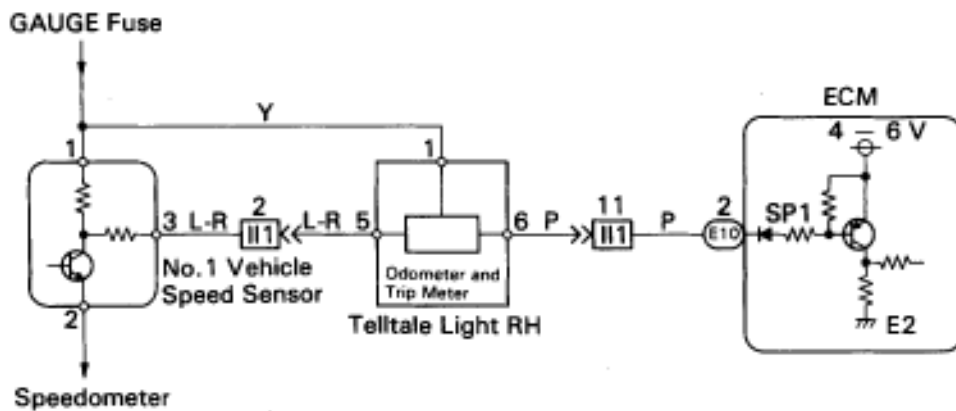 GAUGE Fuse
Y
ECM
4 – 6 V
1
1
3 L-R 2 L-R 5
II1
6 P 11 P 2
II1
E10
SP1
No.1 Vehicle
Speed Sensor
Odometer and
Trip Meter
2
Telltale Light RH
E2
Speedometer